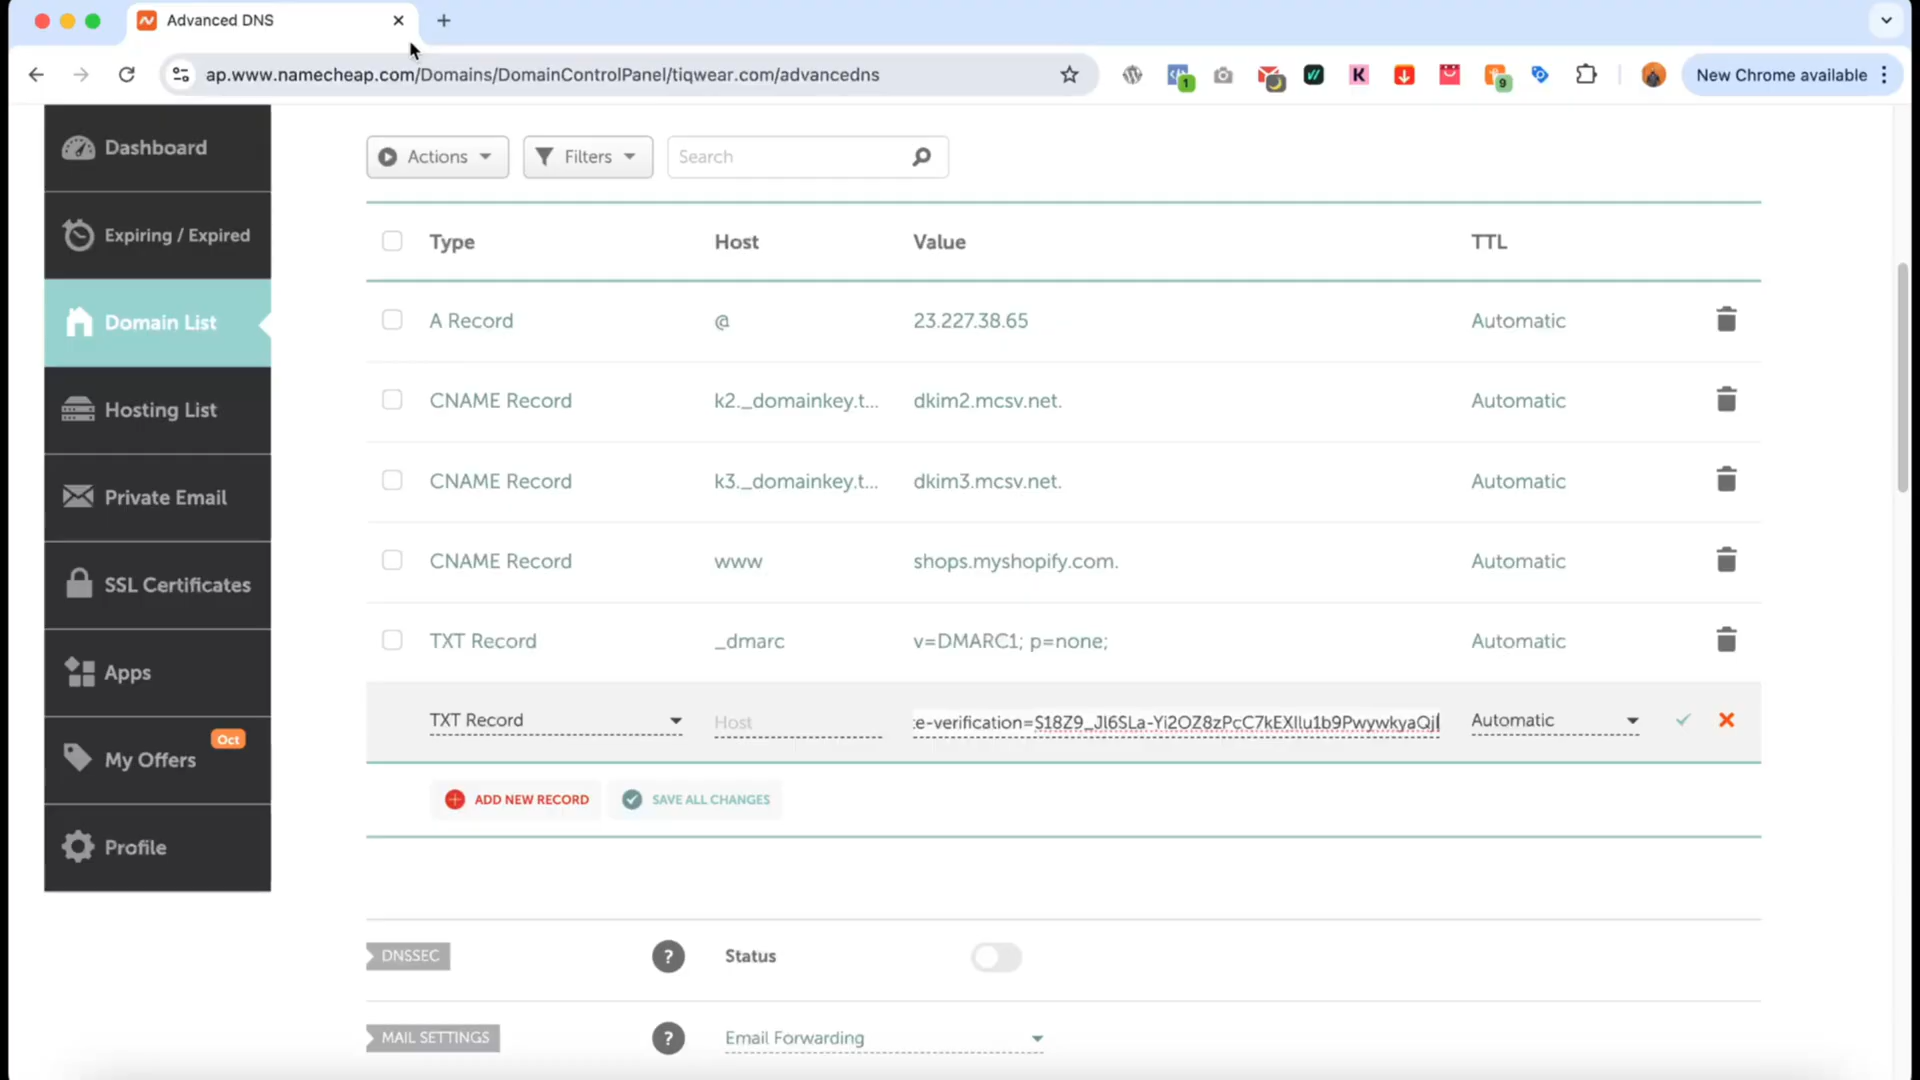 Advanced DNS
ap.www.namecheap.com/Domains/DomainControlPanel/tiqwear.com/advancedns
1
K
9
New Chrome available
Dashboard
Expiring / Expired
Domain List
Hosting List
Private Email
SSL Certificates
Apps
My Offers
Oct
Profile
Actions
Filters
Search
Type Host Value TTL
A Record @ 23.227.38.65 Automatic
CNAME Record k2._domainkey.t... dkim2.mcsv.net. Automatic
CNAME Record k3._domainkey.t... dkim3.mcsv.net. Automatic
CNAME Record www shops.myshopify.com. Automatic
TXT Record _dmarc v=DMARC1; p=none; Automatic
TXT Record Host Automatic
ADD NEW RECORD SAVE ALL CHANGES
DNSSEC ? Status
MAIL SETTINGS ? Email Forwarding